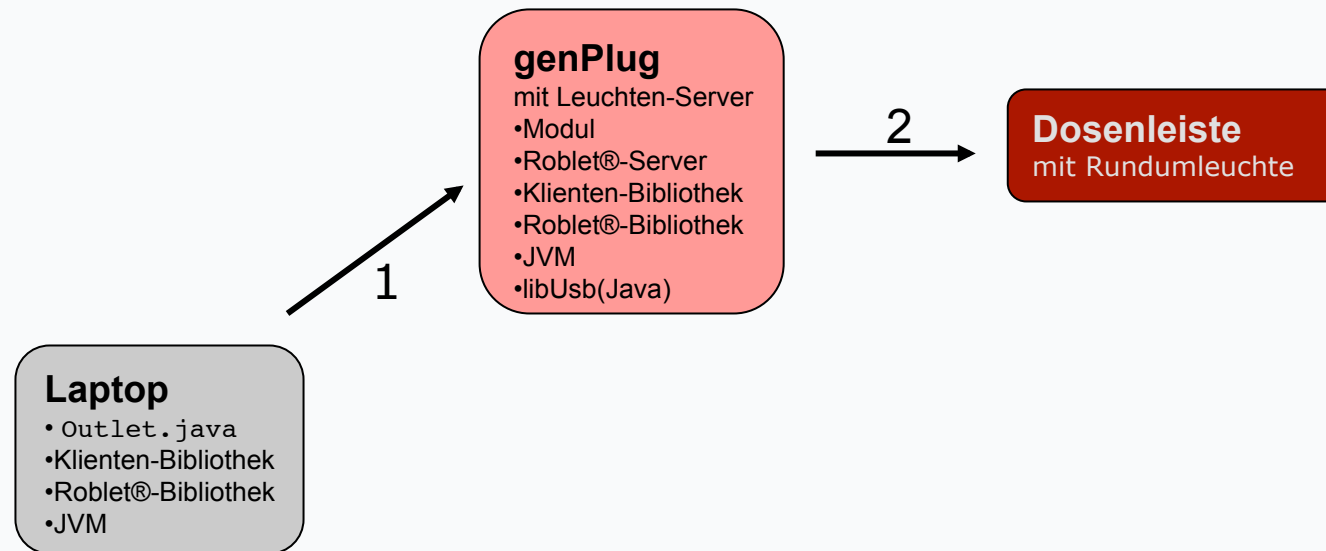 genPlug
mit Leuchten-Server
•Modul
•Roblet®-Server
•Klienten-Bibliothek
•Roblet®-Bibliothek
•JVM
•libUsb(Java)
2
Dosenleiste
mit Rundumleuchte
1
Laptop
• Outlet.java
•Klienten-Bibliothek
•Roblet®-Bibliothek
•JVM